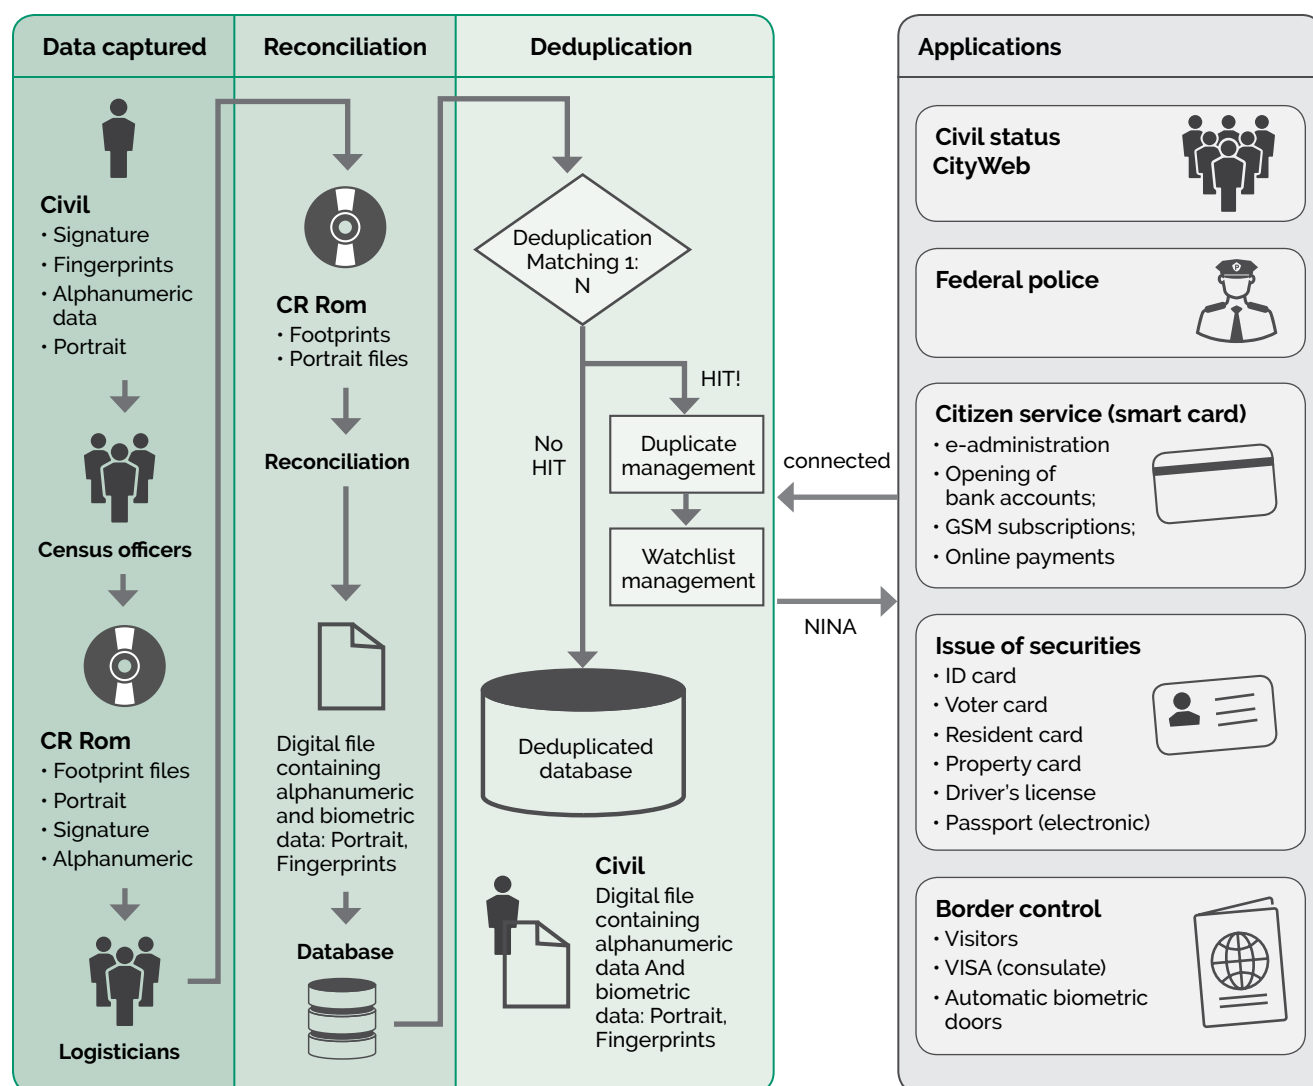 Data captured
Civil
• Signature
• Fingerprints
• Alphanumeric
data
• Portrait
Census officers
CR Rom
• Footprint files
• Portrait
• Signature
• Alphanumeric
Logisticians
Reconciliation
CR Rom
• Footprints
• Portrait files
Reconciliation
Digital file
containing
alphanumeric
and biometric
data: Portrait,
Fingerprints
Database
Deduplication
Deduplication
Matching 1:
N
HIT!
No
HIT
Duplicate
management
Watchlist
management
Deduplicated
database
Civil
Digital file
containing
alphanumeric
data And
biometric
data: Portrait,
Fingerprints
connected
NINA
Applications
Civil status
CityWeb
Federal police
P
Citizen service (smart card)
• e-administration
• Opening of
bank accounts;
• GSM subscriptions;
• Online payments
Issue of securities
• ID card
• Voter card
• Resident card
• Property card
• Driver’s license
• Passport (electronic)
Border control
• Visitors
• VISA (consulate)
• Automatic biometric
doors